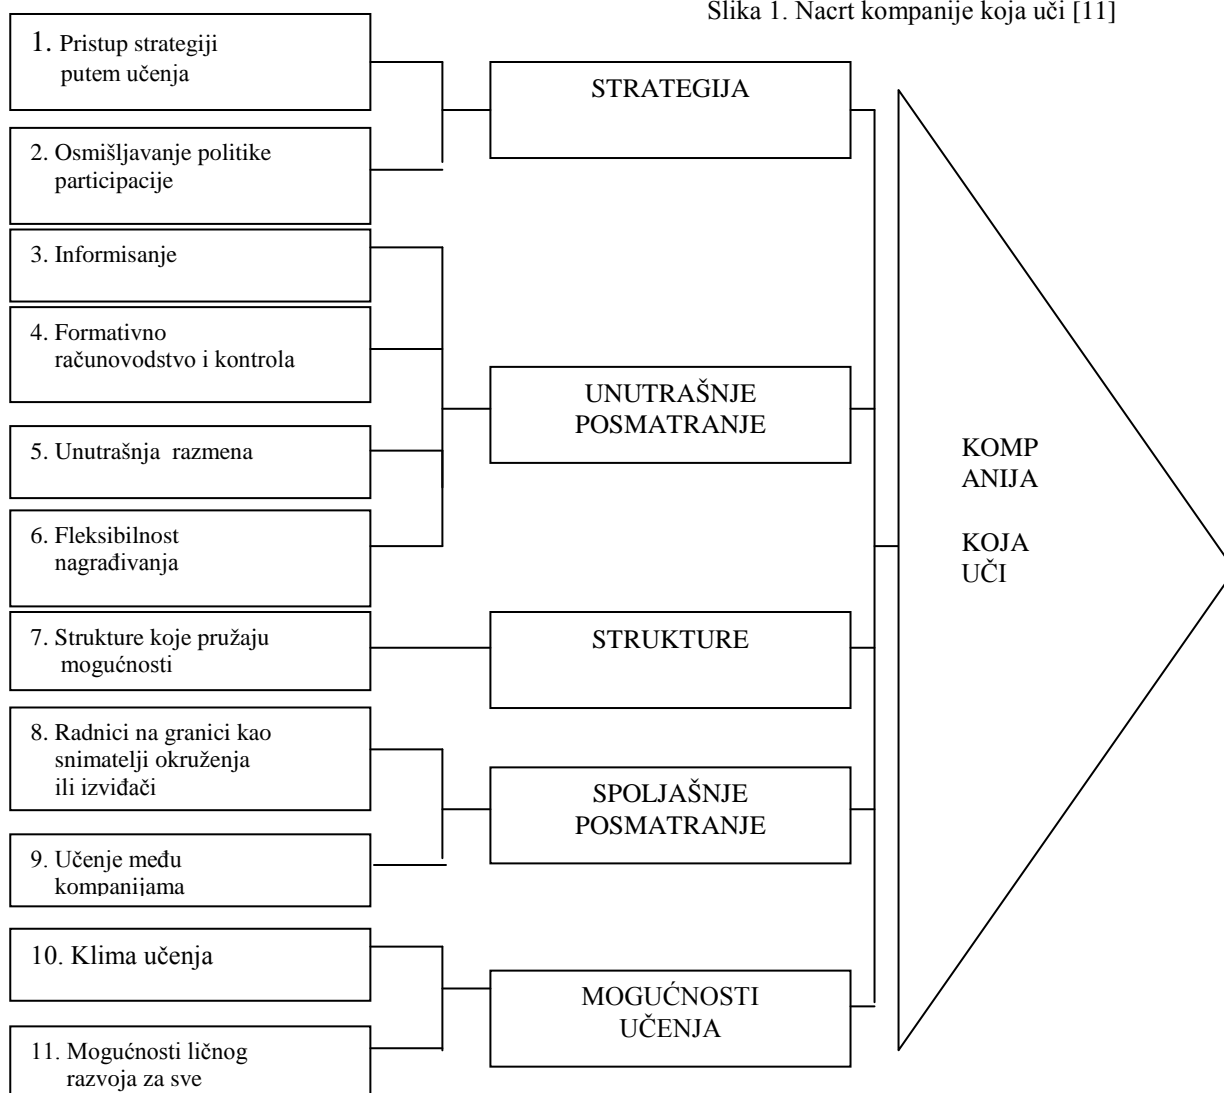 Slika 1. Nacrt kompanije koja uči [11]
1. Pristup strategiji
putem učenja
2. Osmišljavanje politike
participacije
3. Informisanje
4. Formativno
računovodstvo i kontrola
5. Unutrašnja razmena
6. Fleksibilnost
nagrađivanja
7. Strukture koje pružaju
mogućnosti
8. Radnici na granici kao
snimatelji okruženja
ili izviđači
9. Učenje među
kompanijama
10. Klima učenja
11. Mogućnosti ličnog
razvoja za sve
STRATEGIJA
UNUTRAŠNJE
POSMATRANJE
STRUKTURE
SPOLJAŠNJE
POSMATRANJE
MOGUĆNOSTI
UČENJA
KOMP
ANIJA
KOJA
UČI